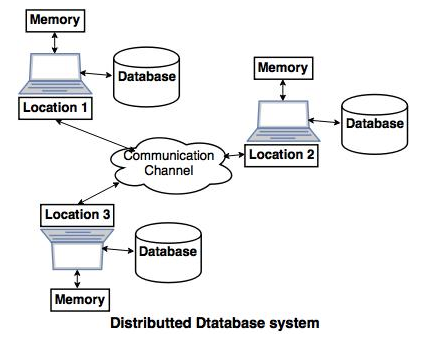 Memory
Database
Location 1
Memory
Database
Location 2
Communication
Channel
Location 3
Database
Memory
Distributted Dtatabase system